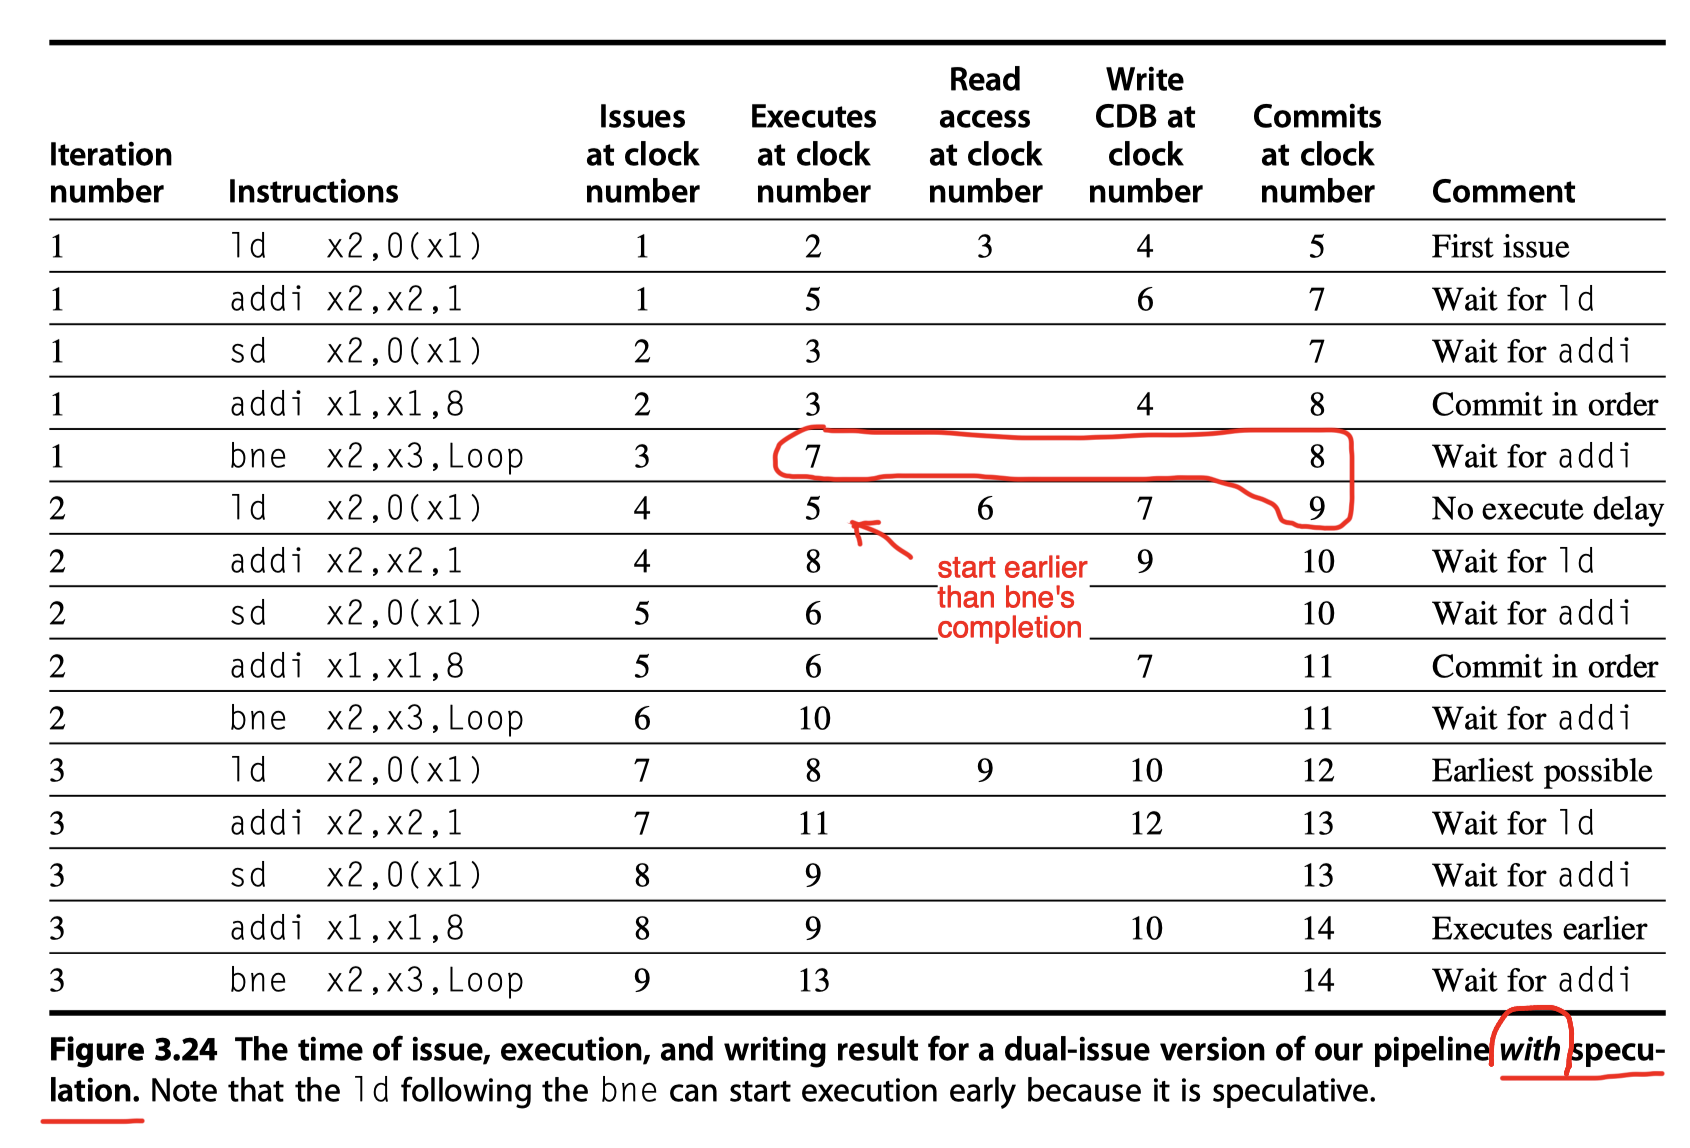 Iteration number Instructions Issues at clock number Executes at clock number Read access at clock number Write CDB at clock number Commits at clock number Comment
1 ld x2,0(x1) 1 2 3 4 5 First issue
1 addi x2,x2,1 1 5 6 7 Wait for ld
1 sd x2,0(x1) 2 3 7 Wait for addi
1 addi x1,x1,8 2 3 4 8 Commit in order
1 bne x2,x3,Loop 3 7 8 Wait for addi
2 ld x2,0(x1) 4 5 6 7 9 No execute delay
2 addi x2,x2,1 4 8 9 10 Wait for ld
2 sd x2,0(x1) 5 6 10 Wait for addi
2 addi x1,x1,8 5 6 7 11 Commit in order
2 bne x2,x3,Loop 6 10 11 Wait for addi
3 ld x2,0(x1) 7 8 9 10 12 Earliest possible
3 addi x2,x2,1 7 11 12 13 Wait for ld
3 sd x2,0(x1) 8 9 13 Wait for addi
3 addi x1,x1,8 8 9 10 14 Executes earlier
3 bne x2,x3,Loop 9 13 14 Wait for addi
start earlier
than bne's
completion
Figure 3.24 The time of issue, execution, and writing result for a dual-issue version of our pipeline with specu-
lation. Note that the ld following the bne can start execution early because it is speculative.